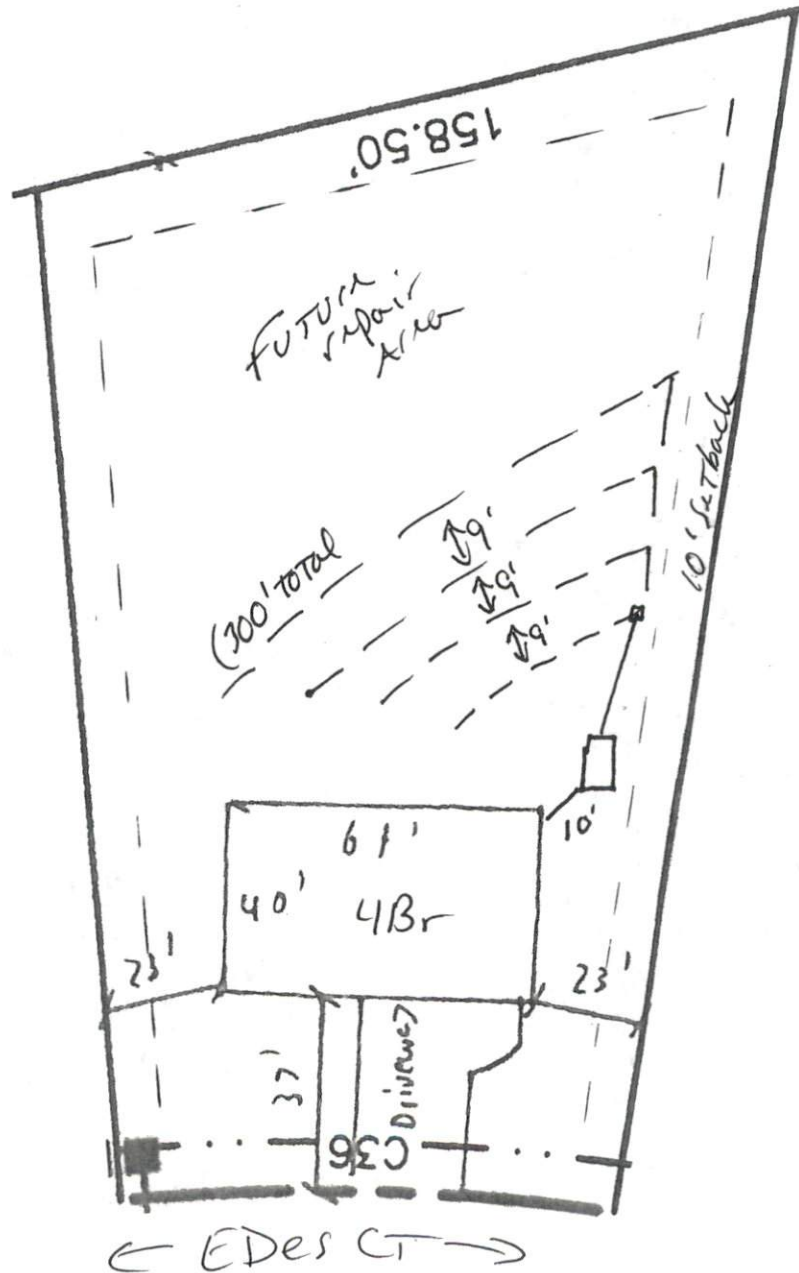 158.50'
FUTURE
repair
Area
(300' TOTAL
9'
9'
9'
10' Setback
10'
61'
40'
4Br
23'
23'
37'
Driveway
C36
EDes CT